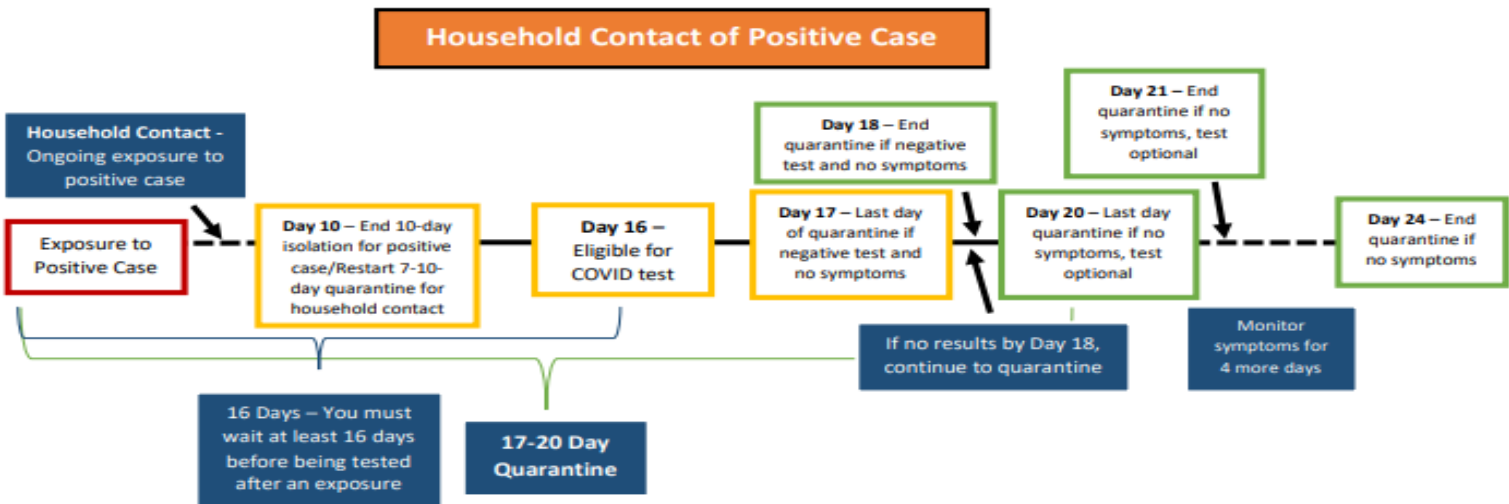 Household Contact of Positive Case
Household Contact -
Ongoing exposure to
positive case
Exposure to
Positive Case
Day 10 – End 10-day
isolation for positive
case/Restart 7-10-
day quarantine for
household contact
Day 16 –
Eligible for
COVID test
Day 18 – End
quarantine if negative
test and no symptoms
Day 17 – Last day
of quarantine if
negative test and
no symptoms
Day 21 – End
quarantine if no
symptoms, test
optional
Day 20 – Last day
quarantine if no
symptoms, test
optional
Day 24 – End
quarantine if
no symptoms
If no results by Day 18,
continue to quarantine
Monitor
symptoms for
4 more days
16 Days – You must
wait at least 16 days
before being tested
after an exposure
17-20 Day
Quarantine